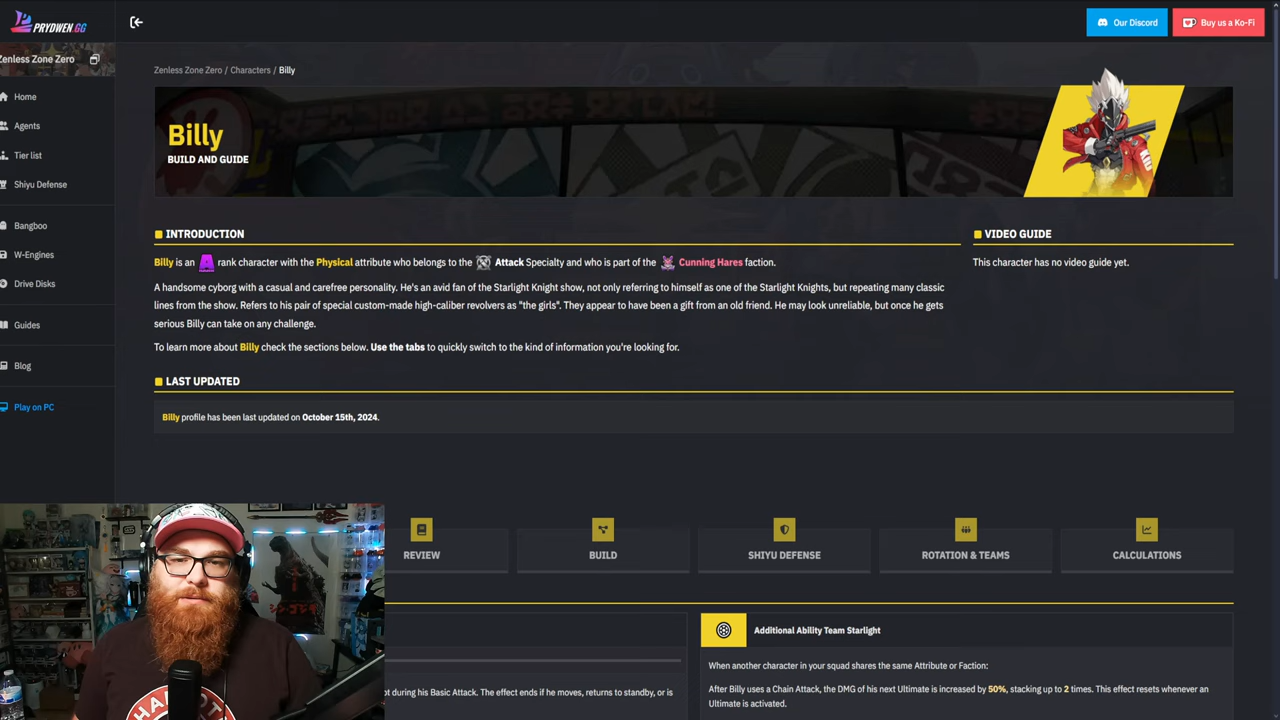 PRYDWEN.GG
Our Discord
Buy us a Ko-Fi
Zenless Zone Zero
Home
Agents
Tier list
Shiyu Defense
Bangboo
W-Engines
Drive Disks
Guides
Blog
Play on PC
Zenless Zone Zero / Characters / Billy
Billy
BUILD AND GUIDE
INTRODUCTION
Billy is an A rank character with the Physical attribute who belongs to the Attack Specialty and who is part of the Cunning Hares faction.
A handsome cyborg with a casual and carefree personality. He's an avid fan of the Starlight Knight show, not only referring to himself as one of the Starlight Knights, but repeating many classic
lines from the show. Refers to his pair of special custom-made high-caliber revolvers as "the girls". They appear to have been a gift from an old friend. He may look unreliable, but once he gets
serious Billy can take on any challenge.
To learn more about Billy check the sections below. Use the tabs to quickly switch to the kind of information you're looking for.
VIDEO GUIDE
This character has no video guide yet.
LAST UPDATED
Billy profile has been last updated on October 15th, 2024.
REVIEW
BUILD
SHIYU DEFENSE
ROTATION & TEAMS
CALCULATIONS
during his Basic Attack. The effect ends if he moves, returns to standby, or is
Additional Ability Team Starlight
When another character in your squad shares the same Attribute or Faction:
After Billy uses a Chain Attack, the DMG of his next Ultimate is increased by 50%, stacking up to 2 times. This effect resets whenever an
Ultimate is activated.
シン・ゴジラ